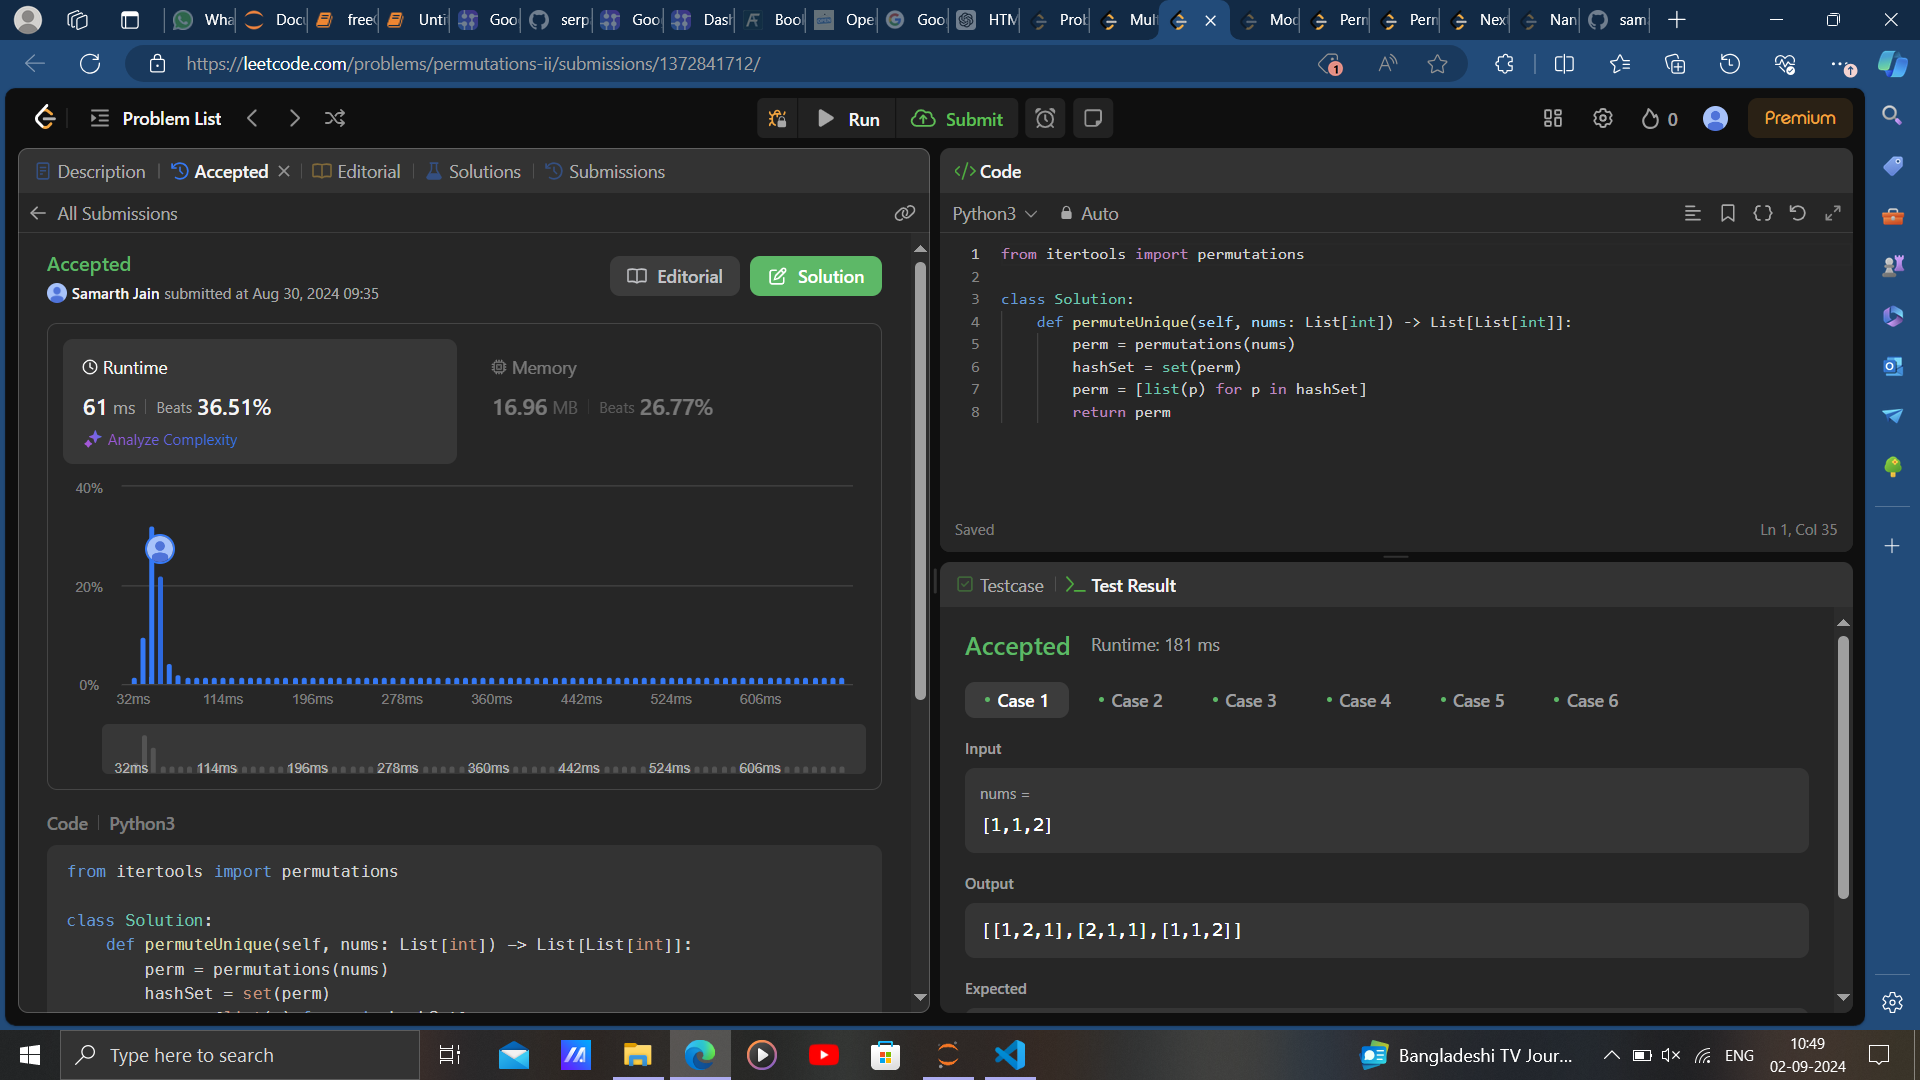 Wha
Docu
free
Unti
Goo
serp
Goo
Dash
Bool
Ope
Goo
HTM
Prob
Mult
Mod
Perm
Perm
Nex
Nan
sam
https://leetcode.com/problems/permutations-ii/submissions/1372841712/
1
Problem List
Run
Submit
0
Premium
Description
Accepted
Editorial
Solutions
Submissions
All Submissions
Accepted
Samarth Jain submitted at Aug 30, 2024 09:35
Editorial
Solution
Runtime
61 ms
Beats 36.51%
Analyze Complexity
Memory
16.96 MB
Beats 26.77%
40%
20%
0%
32ms 114ms 196ms 278ms 360ms 442ms 524ms 606ms
32ms 114ms 196ms 278ms 360ms 442ms 524ms 606ms
Code
Python3
from itertools import permutations
class Solution:
def permuteUnique(self, nums: List[int]) -> List[List[int]]:
perm = permutations(nums)
hashSet = set(perm)
</> Code
Python3
Auto
1 from itertools import permutations
2
3 class Solution:
4 def permuteUnique(self, nums: List[int]) -> List[List[int]]:
5 perm = permutations(nums)
6 hashSet = set(perm)
7 perm = [list(p) for p in hashSet]
8 return perm
Saved
Ln 1, Col 35
Testcase
Test Result
Accepted
Runtime: 181 ms
Case 1
Case 2
Case 3
Case 4
Case 5
Case 6
Input
nums =
[1,1,2]
Output
[[1,2,1],[2,1,1],[1,1,2]]
Expected
Type here to search
Bangladeshi TV Jour...
ENG
10:49
02-09-2024